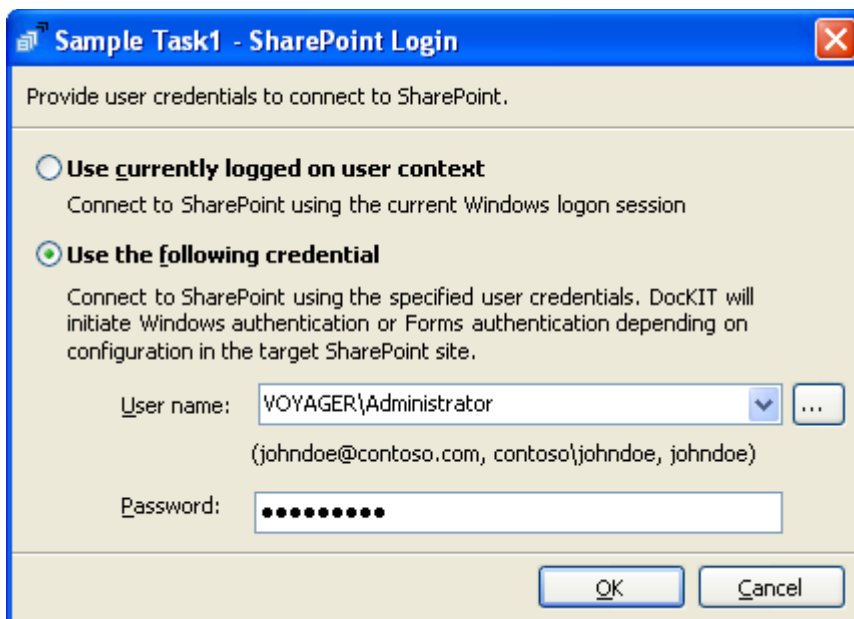 Sample Task1 - SharePoint Login
Provide user credentials to connect to SharePoint.
Use currently logged on user context
Connect to SharePoint using the current Windows logon session
Use the following credential
Connect to SharePoint using the specified user credentials. DocKIT will
initiate Windows authentication or Forms authentication depending on
configuration in the target SharePoint site.
User name: VOYAGER\Administrator ...
(johndoe@contoso.com, contoso\johndoe, johndoe)
Password: ●●●●●●●●●
OK Cancel